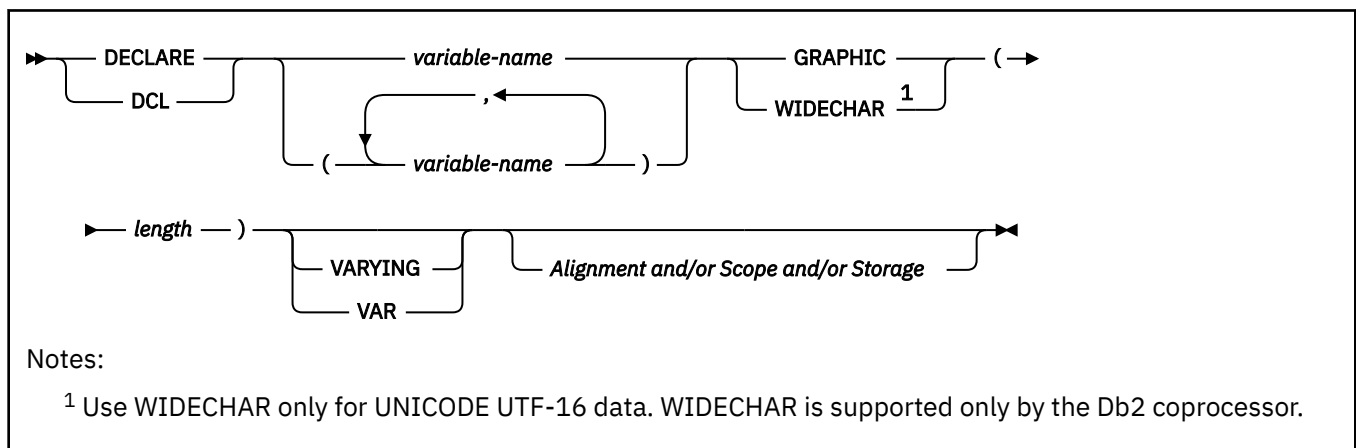 DECLARE variable-name GRAPHIC (
DCL , WIDECHAR 1
( variable-name )
length )
VARYING Alignment and/or Scope and/or Storage
VAR
Notes:
1 Use WIDECHAR only for UNICODE UTF-16 data. WIDECHAR is supported only by the Db2 coprocessor.